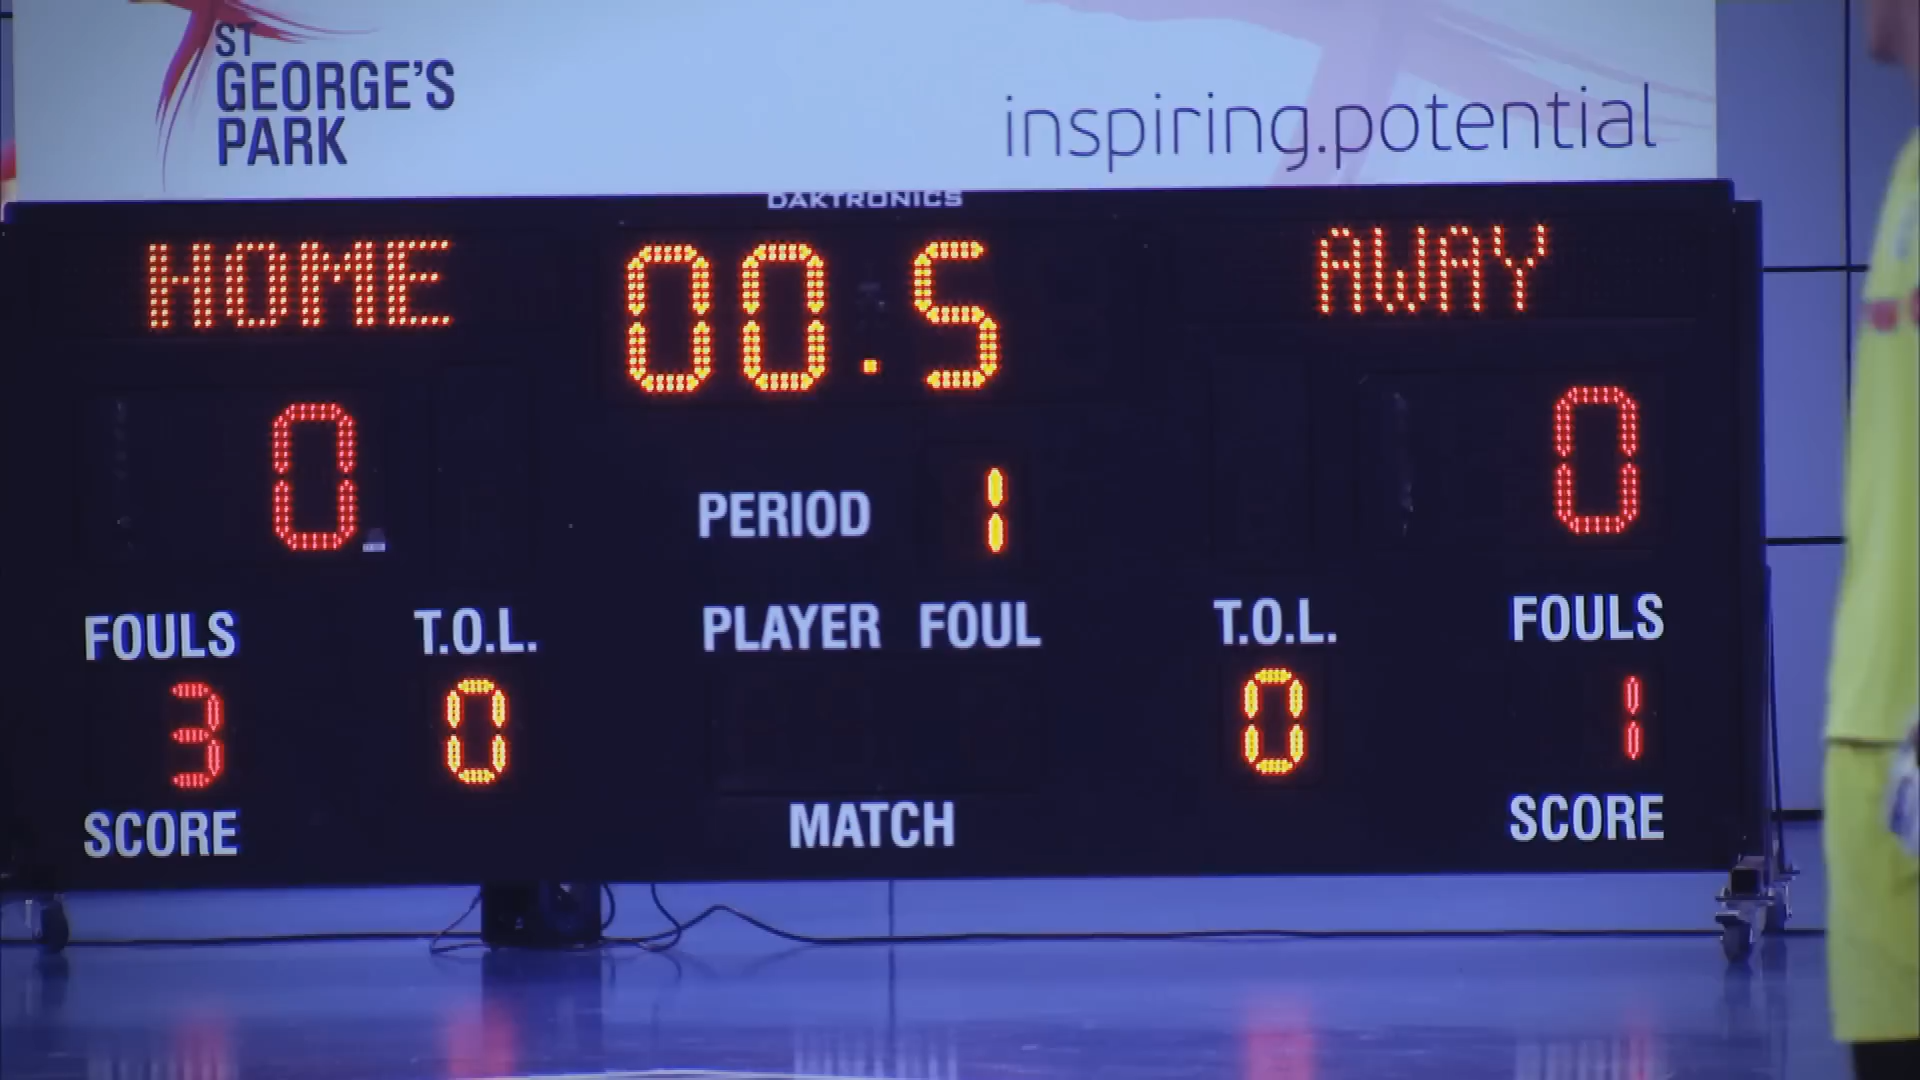 ST
GEORGE'S
PARK
inspiring.potential
DAKTRONICS
HOME 00.5 AWAY
0 0
PERIOD 1
FOULS T.O.L. PLAYER FOUL T.O.L. FOULS
3 0 0 1
SCORE MATCH SCORE